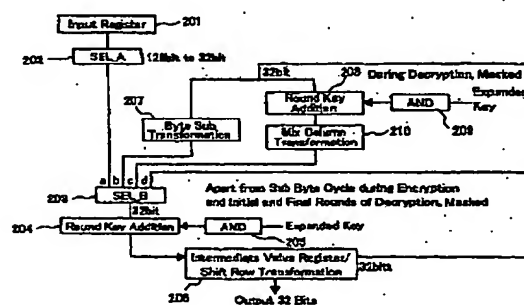 Input Register
201
202
SEL A
128bit to 32bit
32bit
208
During Decryption, Masked
207
Round Key Addition
AND
Expanded Key
209
Byte Sub Transformation
Mix Column Transformation
210
a b c d
203
SEL B
Apart from Sub Byte Cycle during Encryption
and Initial and Final Rounds of Decryption, Masked
32bit
204
Round Key Addition
AND
Expanded Key
205
Intermediate Value Register/
Shift Row Transformation
32bits
206
Output 32 Bits